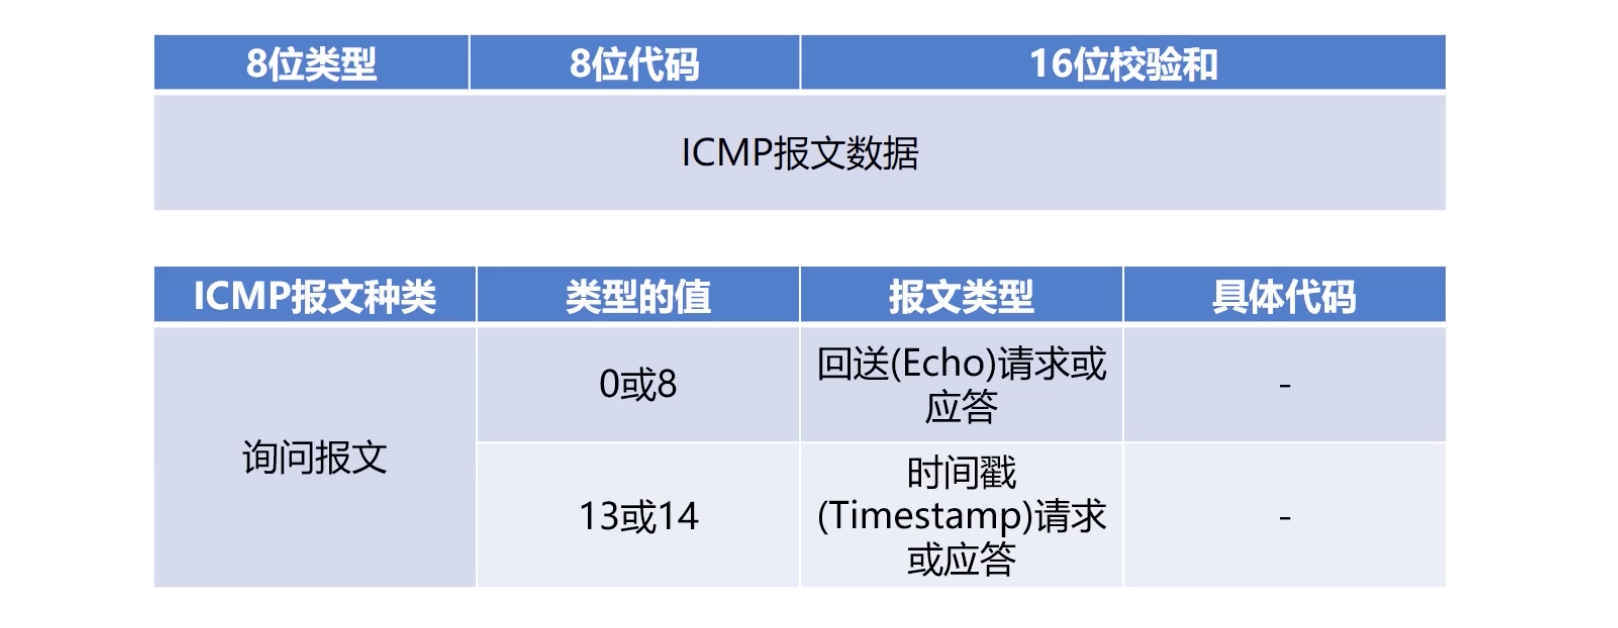 8位类型
8位代码
16位校验和
ICMP报文数据
ICMP报文种类
类型的值
报文类型
具体代码
询问报文
0或8
回送(Echo)请求或
应答
-
13或14
时间戳
(Timestamp)请求
或应答
-